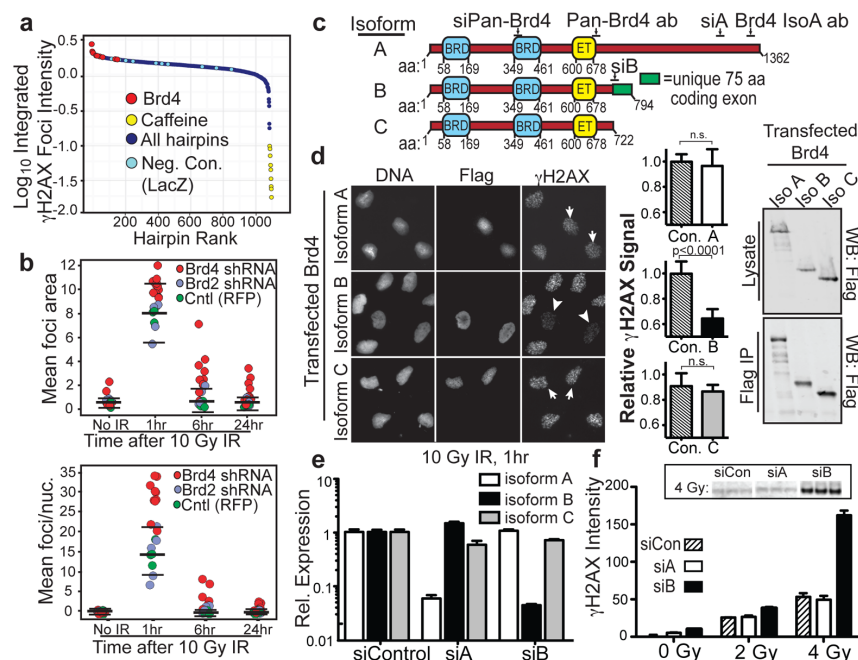 a
Log10 Integrated
γH2AX Foci Intensity
0.5
0.0
-0.5
-1.0
-1.5
-2.0
Brd4
Caffeine
All hairpins
Neg. Con.
(LacZ)
200
600
1000
Hairpin Rank
b
Mean foci area
12
10
8
6
4
2
0
Brd4 shRNA
Brd2 shRNA
Cntl (RFP)
No IR
1hr
6hr
24hr
Time after 10 Gy IR
Mean foci/nuc.
35
30
25
20
15
10
5
0
Brd4 shRNA
Brd2 shRNA
Cntl (RFP)
No IR
1hr
6hr
24hr
Time after 10 Gy IR
c
Isoform
siPan-Brd4
Pan-Brd4 ab
siA
Brd4 IsoA ab
A
BRD
BRD
ET
1362
aa:1
58
169
349
461
600
678
siB
B
BRD
BRD
ET
794
=unique 75 aa
coding exon
aa:1
58
169
349
461
600
678
C
BRD
BRD
ET
722
aa:1
58
169
349
461
600
678
d
DNA
Flag
γH2AX
Transfected Brd4
Isoform A
Isoform B
Isoform C
10 Gy IR, 1hr
Relative γH2AX Signal
n.s.
1.0
0.8
0.6
Con.
A
p<0.0001
1.0
0.8
0.6
Con.
B
n.s.
1.0
0.8
0.6
Con.
C
Transfected
Brd4
Iso A
Iso B
Iso C
Lysate
WB: Flag
Flag IP
WB: Flag
e
Rel. Expression
10
1
0.1
0.01
isoform A
isoform B
isoform C
siControl
siA
siB
f
siCon
siA
siB
4 Gy:
γH2AX Intensity
200
150
100
50
0
siCon
siA
siB
0 Gy
2 Gy
4 Gy